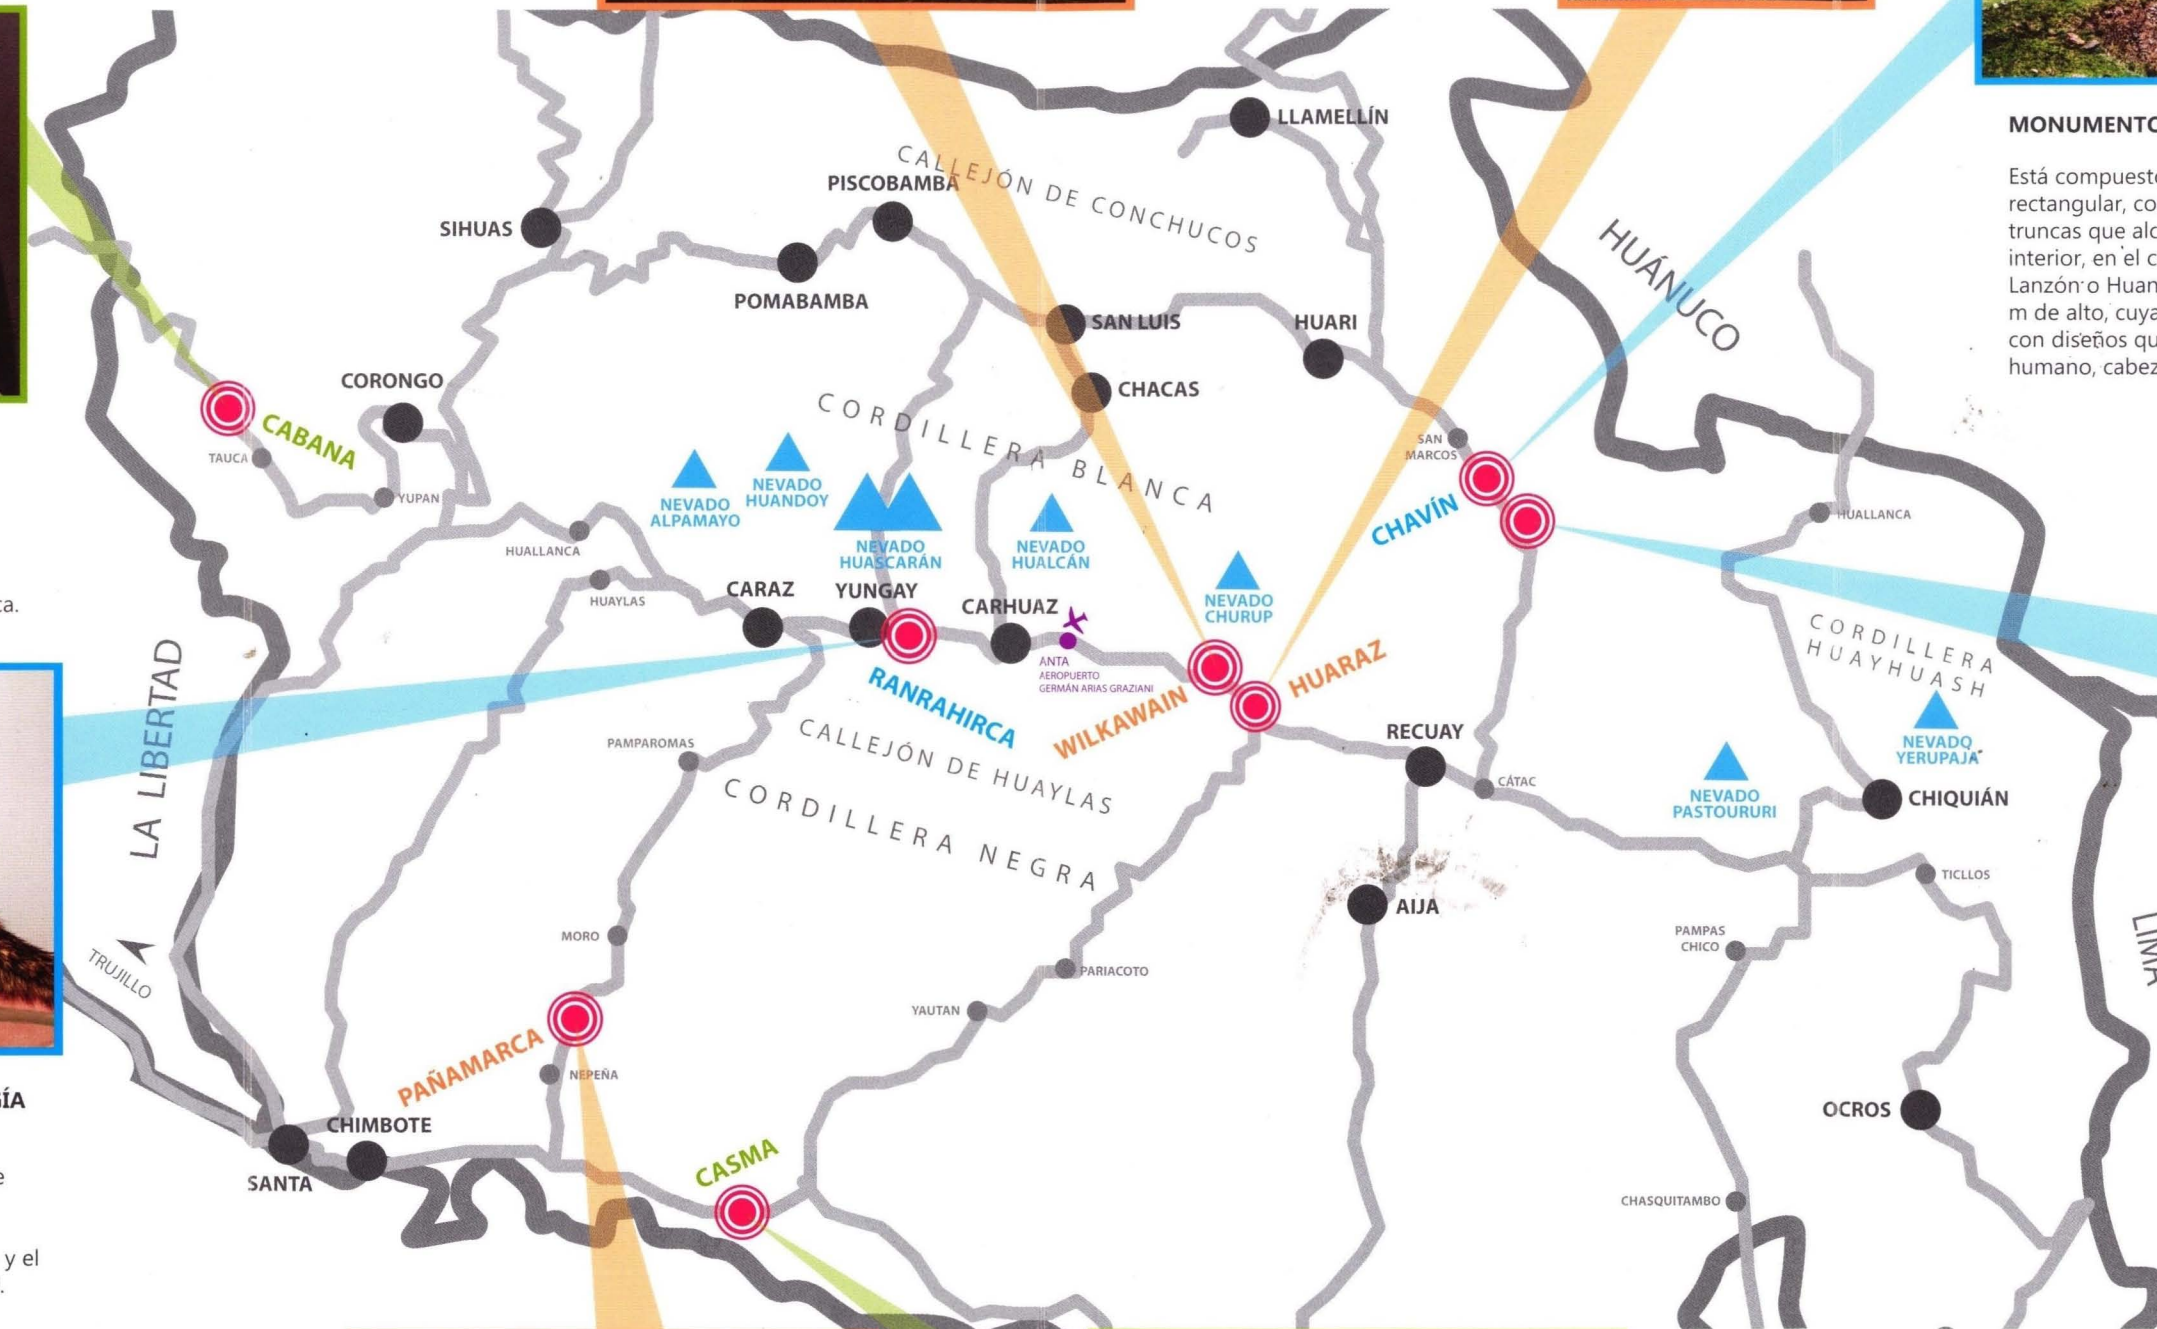 LLAMELLÍN
MONUMENTO
CALLEJÓN DE CONCHUCOS
PISCOBAMBA
Está compuesto
rectangular, co
truncas que alc
interior, en el c
Lanzón o Huan
m de alto, cuya
con diseños qu
humano, cabez
SIHUAS
HUÁNUCO
POMABAMBA
SAN LUIS
HUARI
CORONGO
CHACAS
CORDILLERA BLANCA
CABANA
TAUCA
SAN
MARCOS
YUPAN
NEVADO
ALPAMAYO
NEVADO
HUANDOY
CHAVÍN
HUALLANCA
HUALLANCA
NEVADO
HUASCARÁN
NEVADO
HUALCÁN
HUAYLAS
CARAZ
YUNGAY
CARHUAZ
NEVADO
CHURUP
ca.
CORDILLERA
HUAYHUASH
ANTA
AEROPUERTO
GERMÁN ARIAS GRAZIANI
RANRAHIRCA
WILKAWAIN
HUARAZ
LA LIBERTAD
PAMPAROMAS
CALLEJÓN DE HUAYLAS
RECUAY
NEVADO
YERUPAJA
CÁTAC
NEVADO
PASTOURURI
CHIQUIÁN
CORDILLERA NEGRA
TICLLOS
AIJA
MORO
PAMPAS
CHICO
LIMA
TRUJILLO
PARIACOTO
YAUTAN
PAÑAMARCA
NEPEÑA
ÍA
CHIMBOTE
OCROS
SANTA
CASMA
e
CHASQUITAMBO
y el